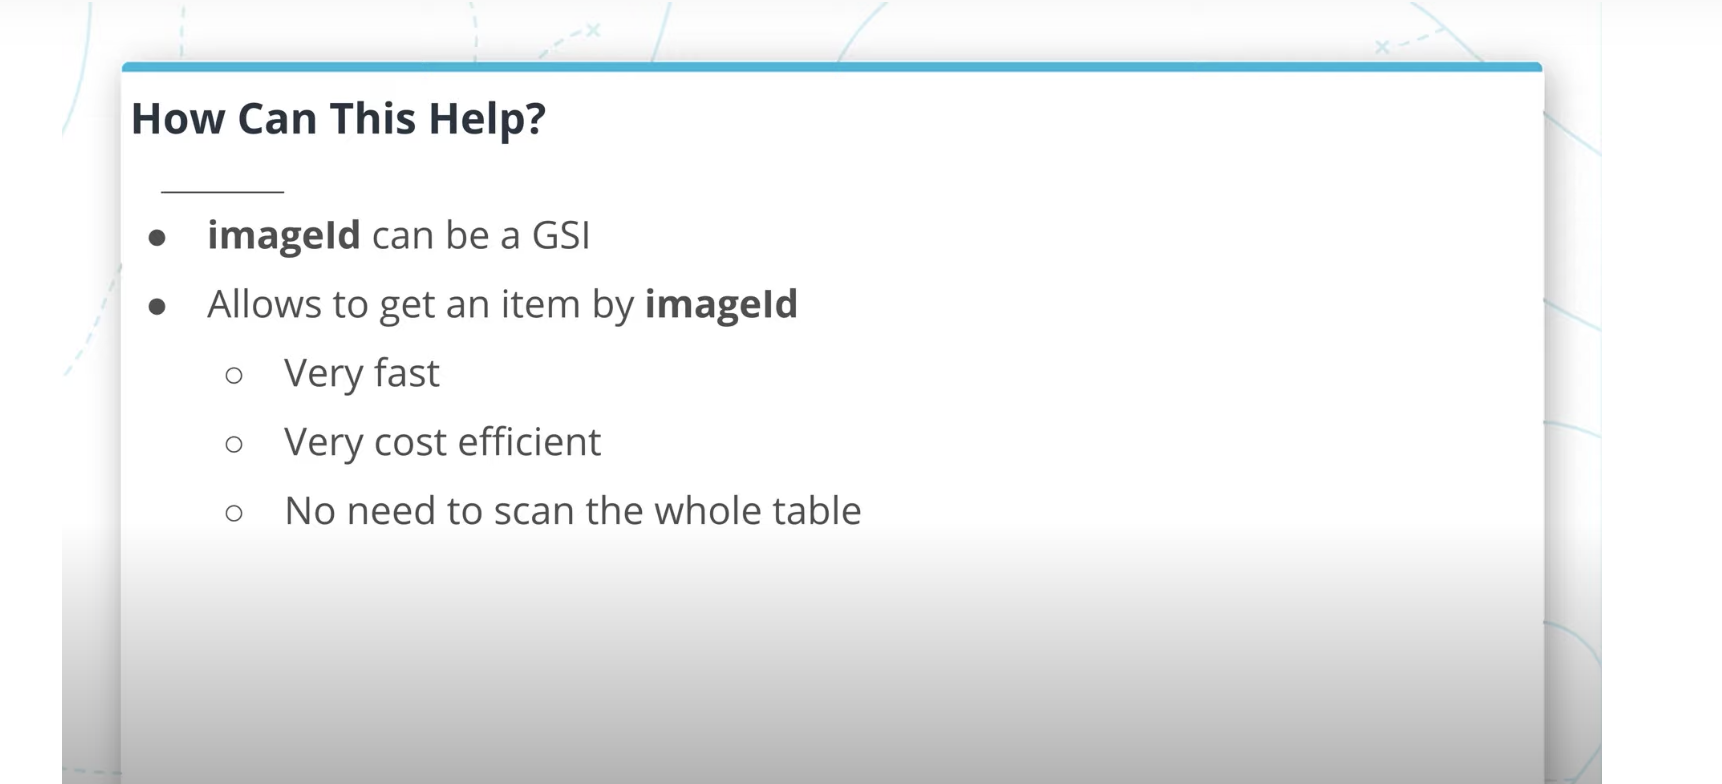 How Can This Help?
● imageId can be a GSI
● Allows to get an item by imageId
○ Very fast
○ Very cost efficient
○ No need to scan the whole table